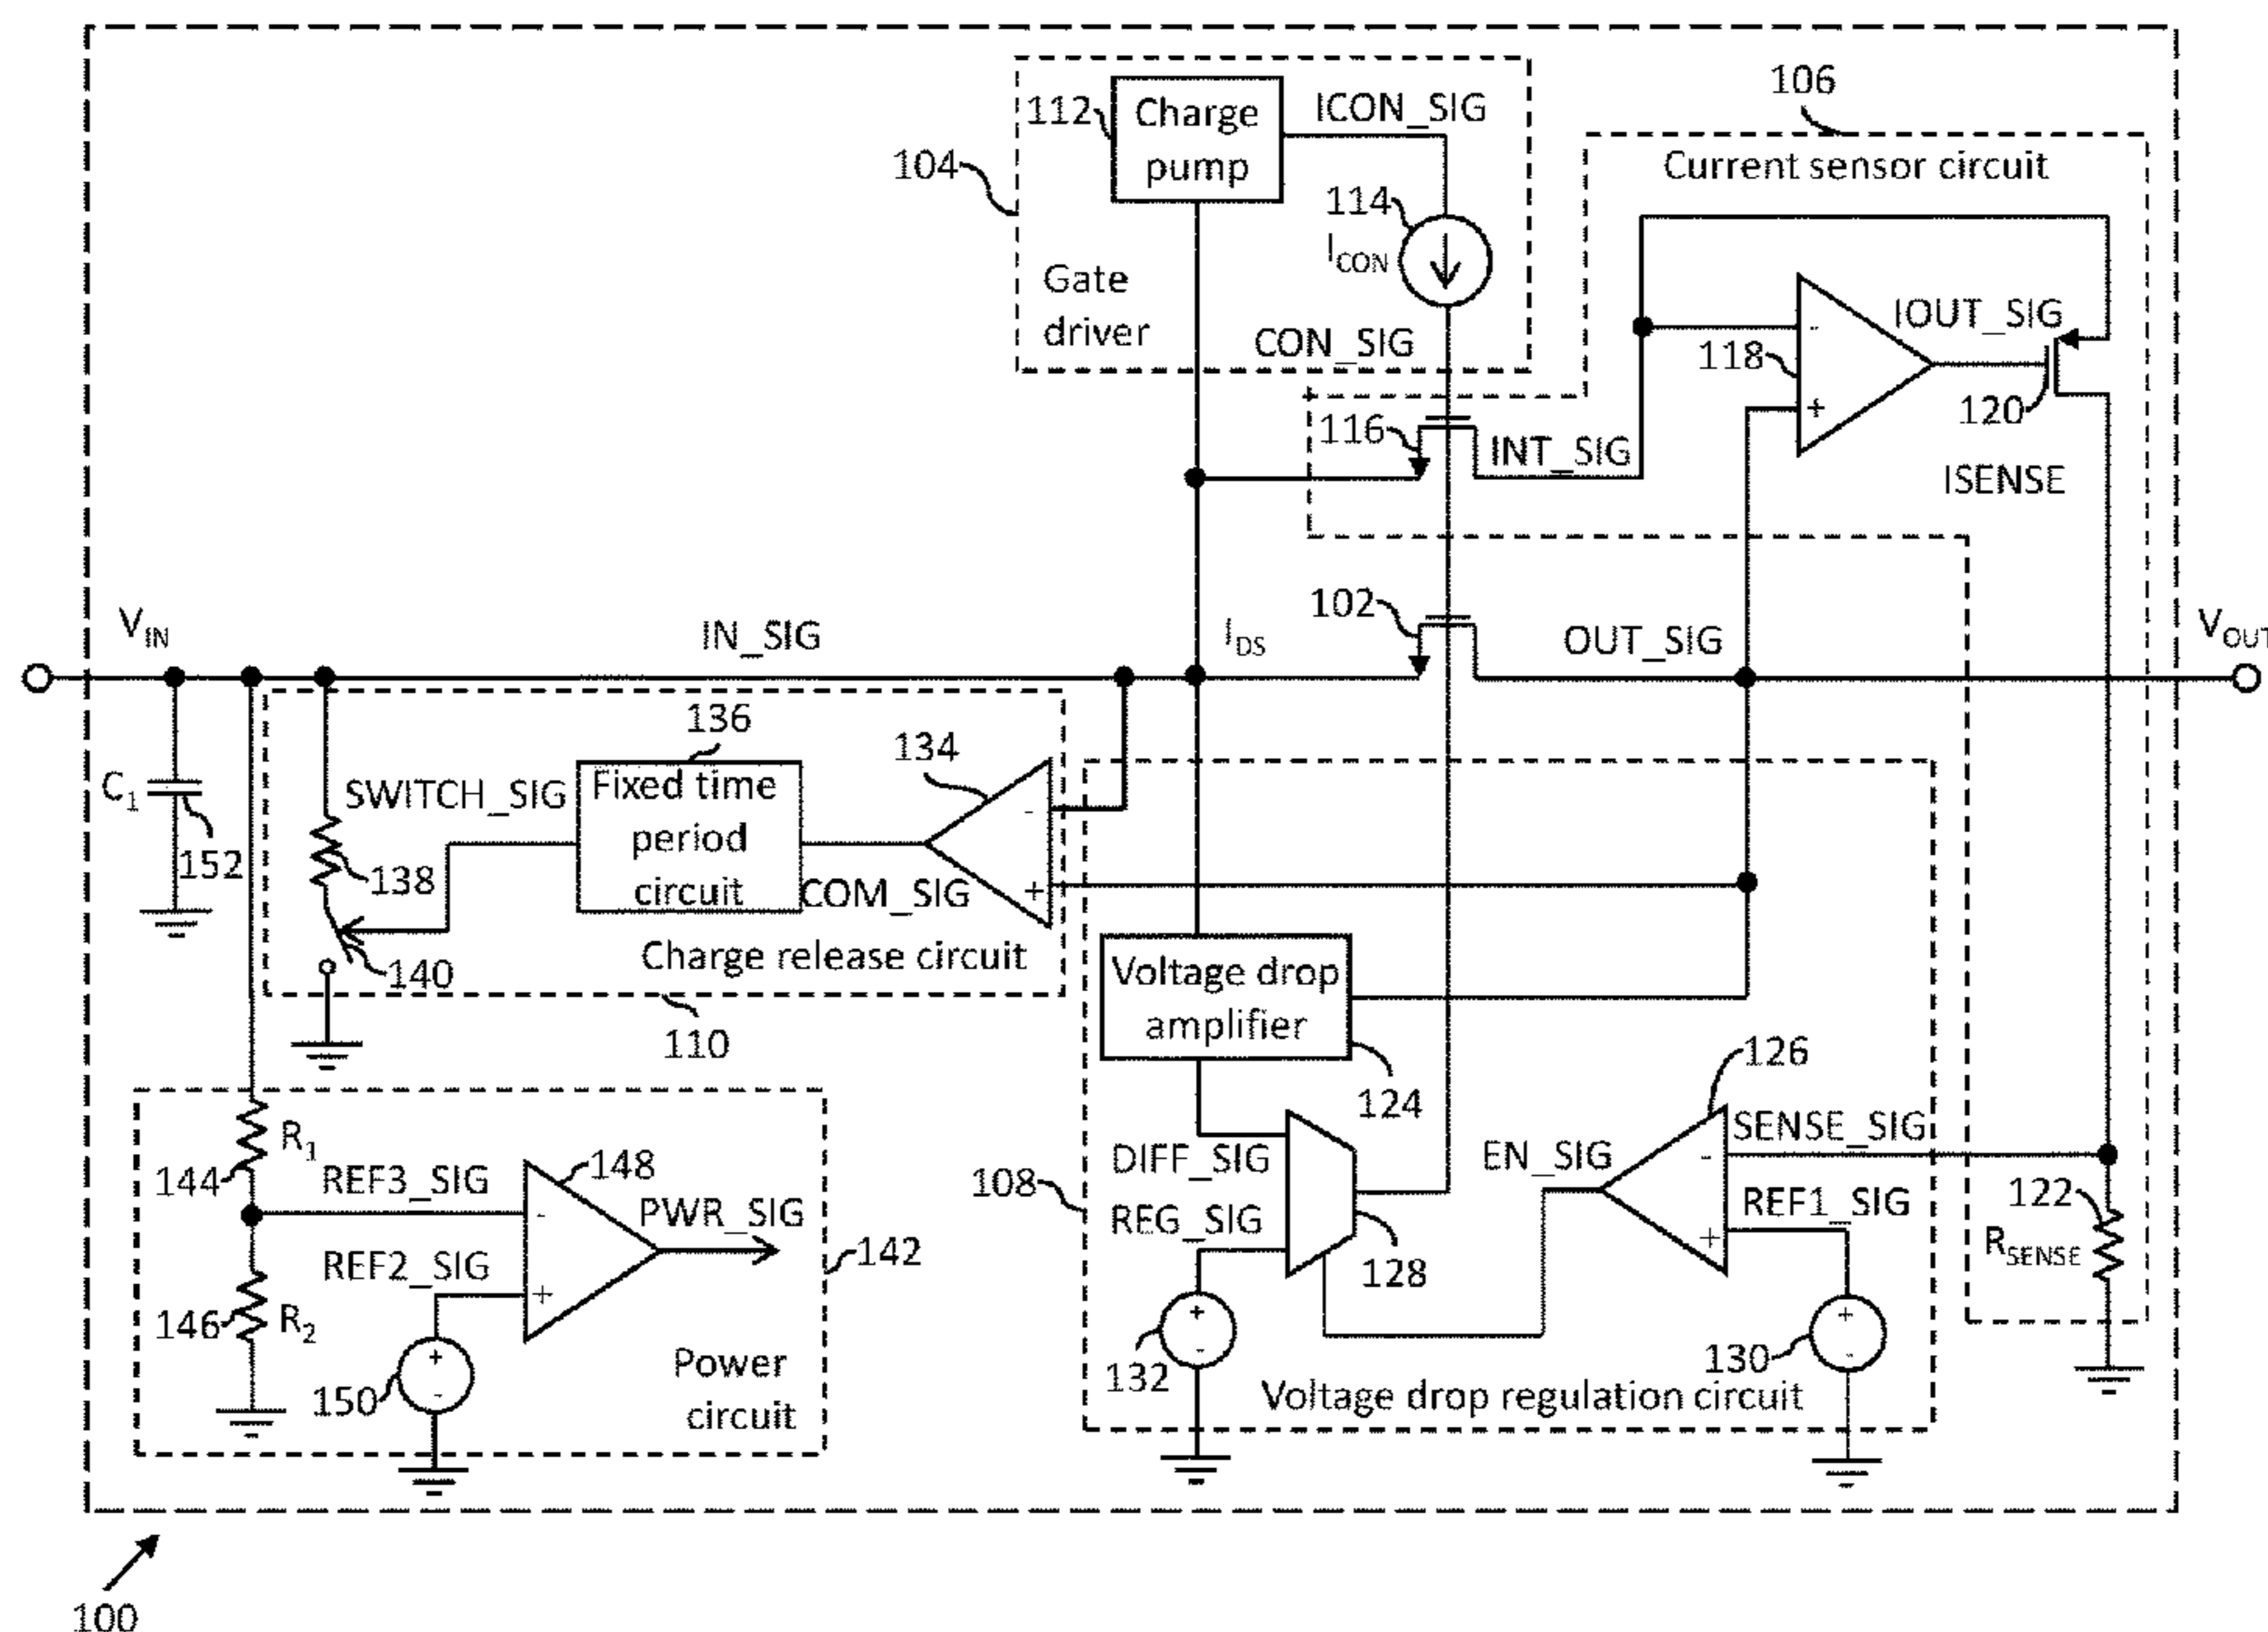 106
112
Charge
pump
ICON_SIG
104
Current sensor circuit
114
I_CON
Gate
driver
CON_SIG
IOUT_SIG
118
-
+
120
116
INT_SIG
ISENSE
102
V_IN
IN_SIG
I_DS
OUT_SIG
V_OUT
136
134
C_1
SWITCH_SIG
Fixed time
period
circuit
-
+
152
138
COM_SIG
140
Charge release circuit
110
Voltage drop
amplifier
124
126
R_1
144
REF3_SIG
148
-
PWR_SIG
REF2_SIG
+
142
146
R_2
150
+
-
Power
circuit
108
DIFF_SIG
REG_SIG
EN_SIG
SENSE_SIG
-
REF1_SIG
+
122
R_SENSE
128
132
+
-
130
+
-
Voltage drop regulation circuit
100